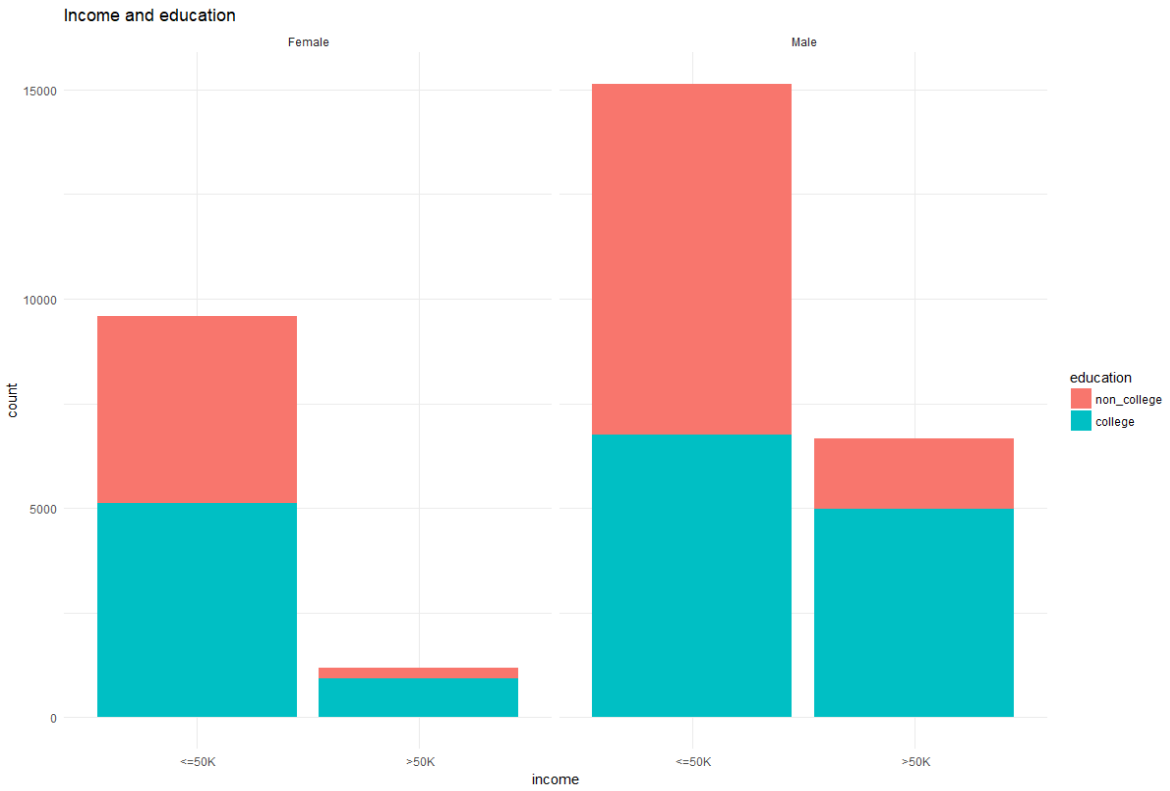 Income and education
Female
Male
15000
10000
5000
0
count
<=50K
>50K
<=50K
>50K
income
education
non_college
college